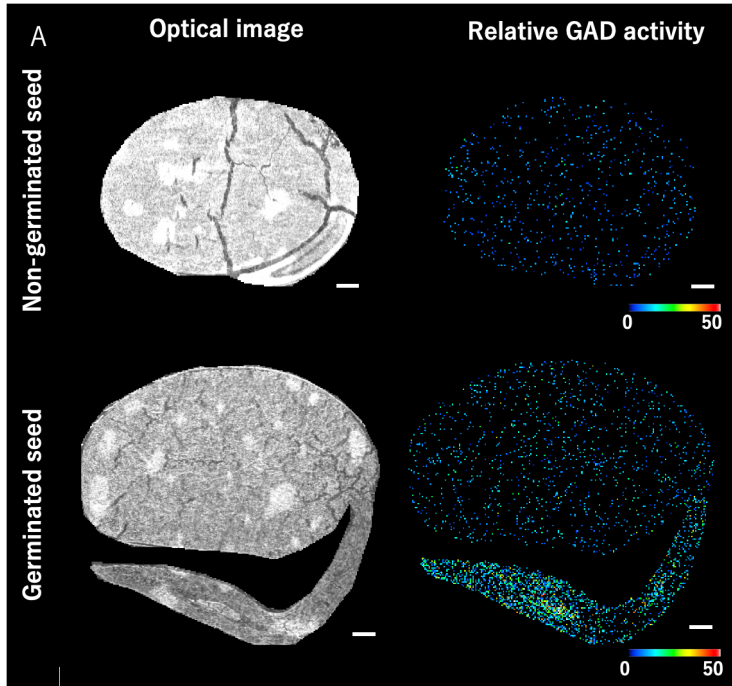 A
Optical image
Relative GAD activity
Non-germinated seed
0 50
Germinated seed
0 50